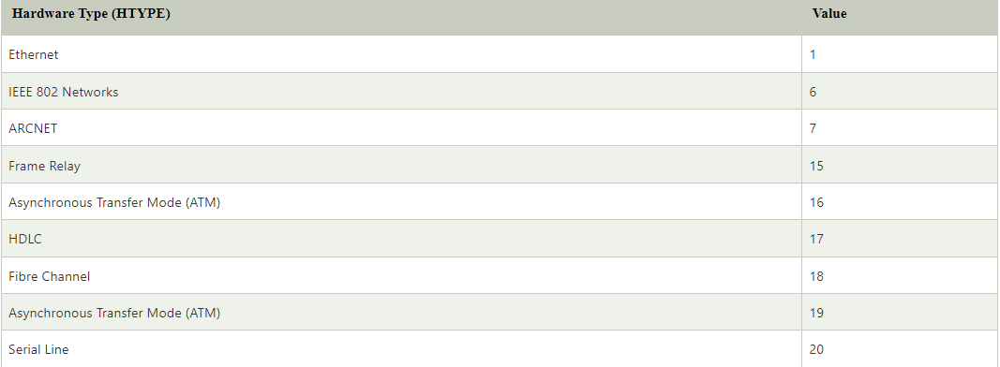 Hardware Type (HTYPE) Value
Ethernet 1
IEEE 802 Networks 6
ARCNET 7
Frame Relay 15
Asynchronous Transfer Mode (ATM) 16
HDLC 17
Fibre Channel 18
Asynchronous Transfer Mode (ATM) 19
Serial Line 20